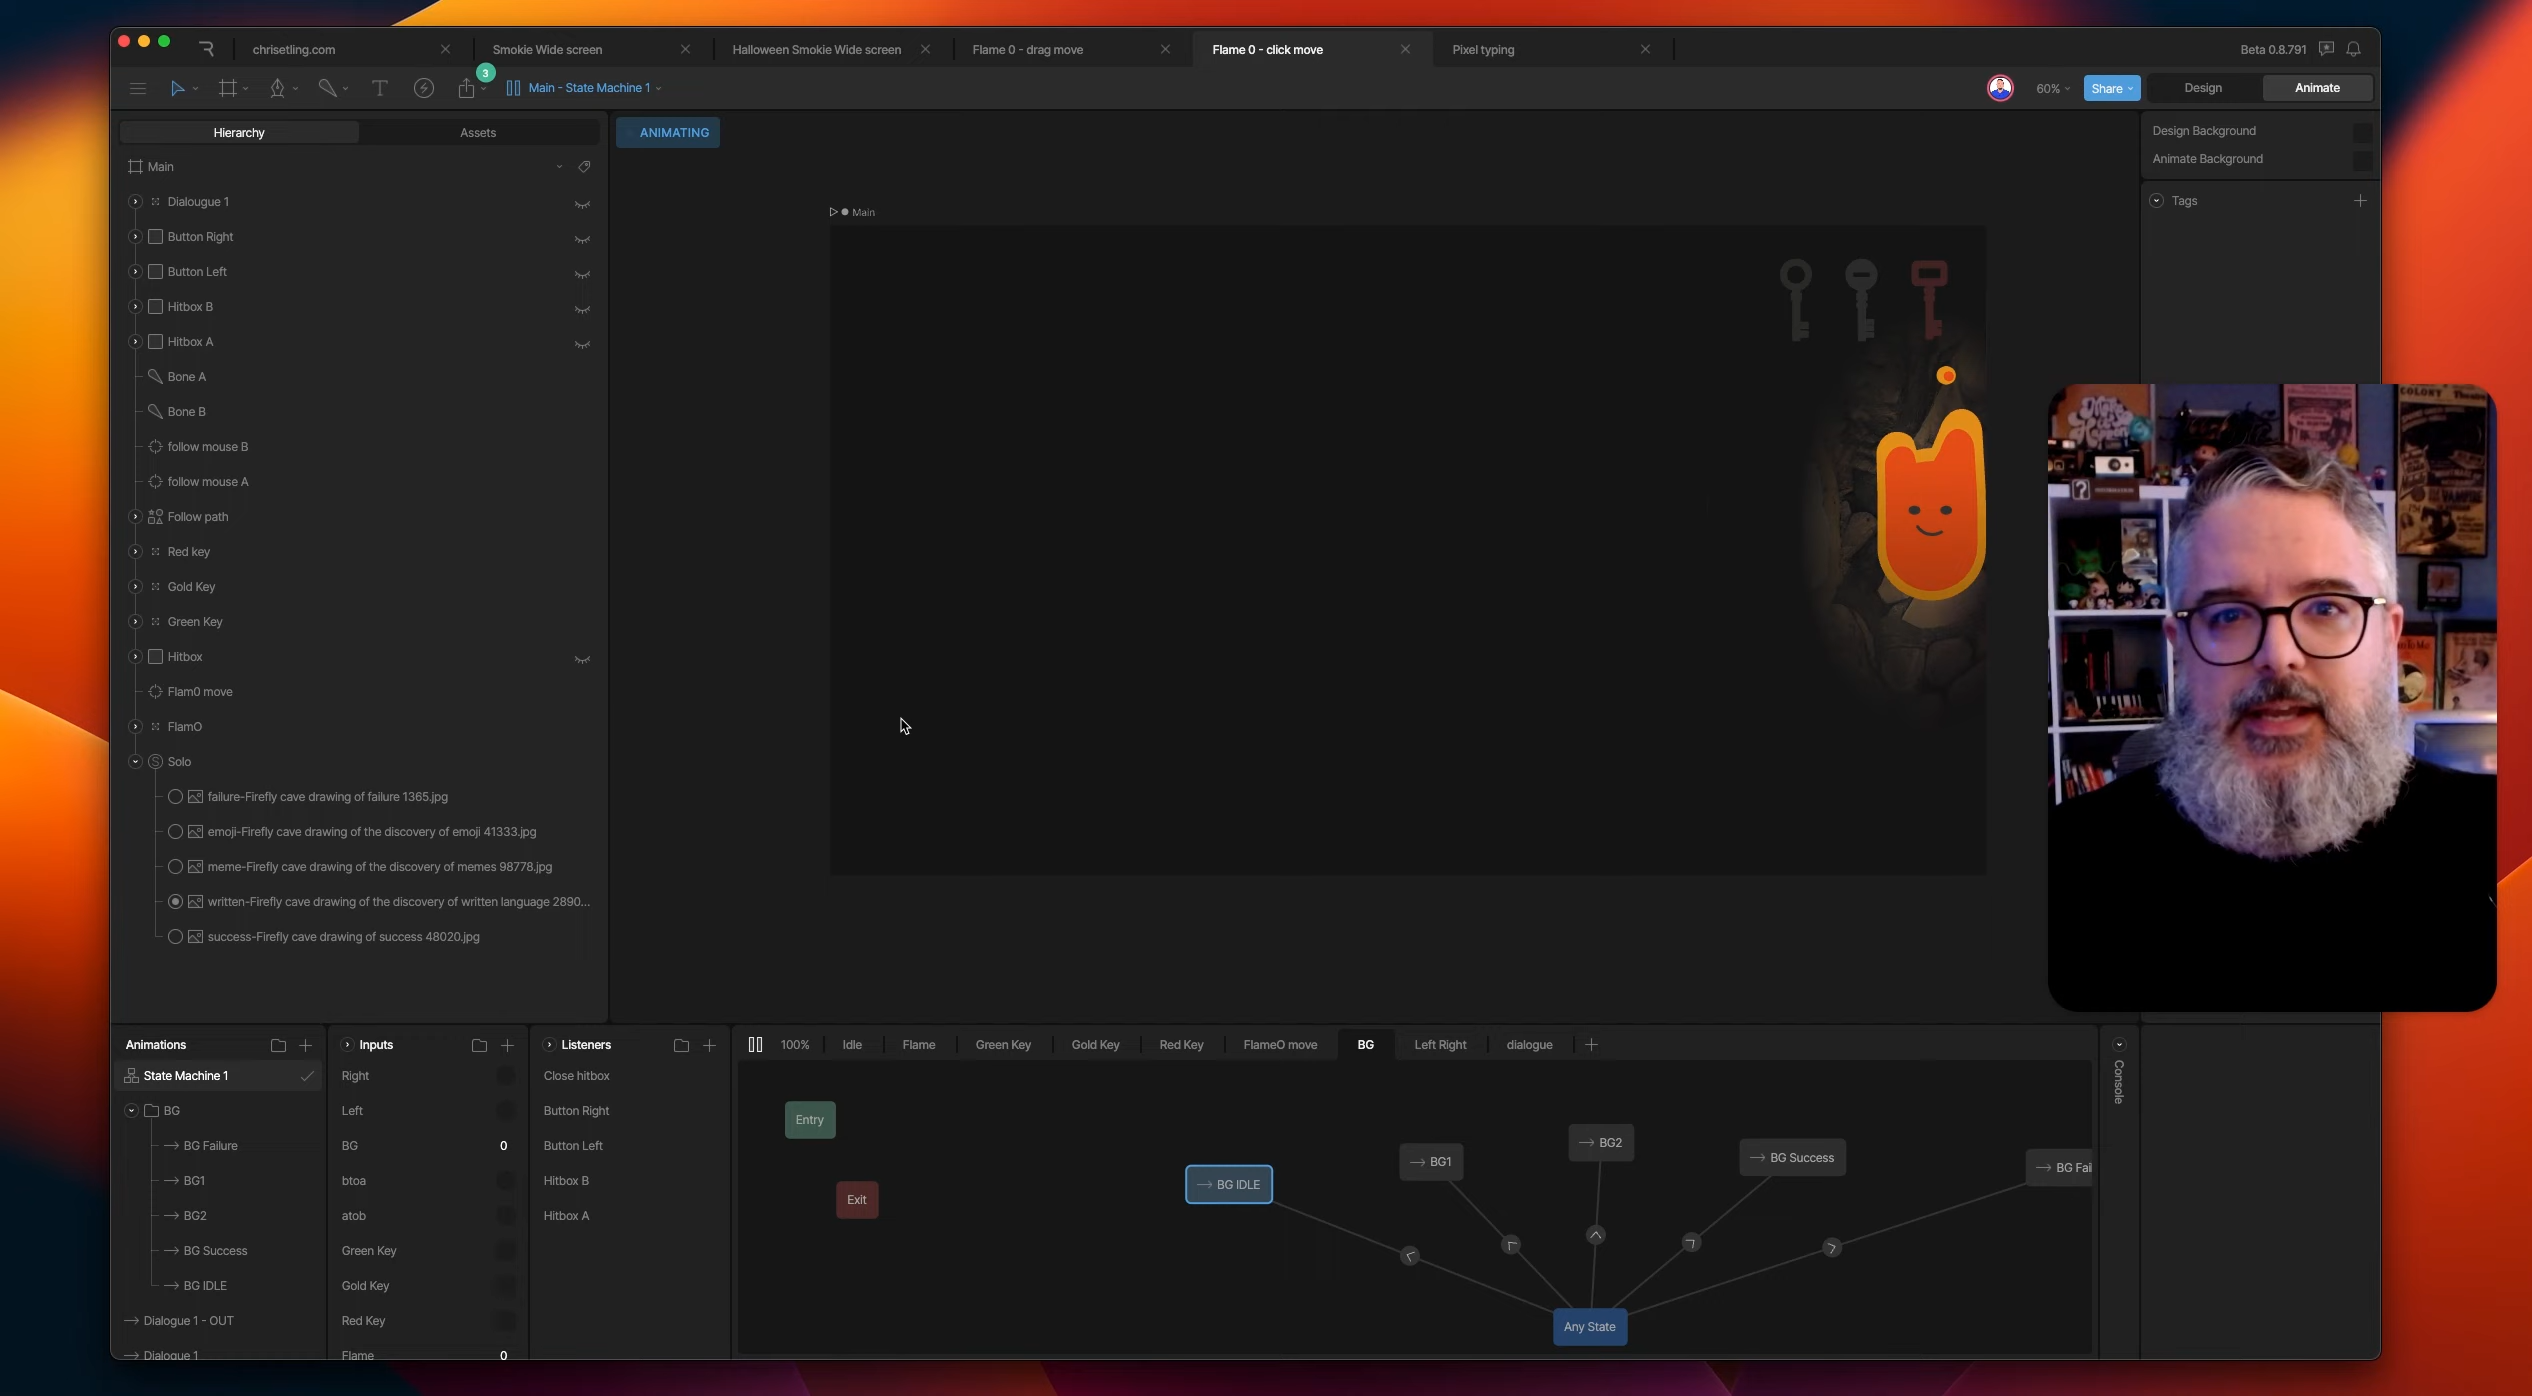 chrisetling.com
Smokie Wide screen
Halloween Smokie Wide screen
Flame 0 - drag move
Flame 0 - click move
Pixel typing
Beta 0.8.791
3
Main - State Machine 1
60%
Share
Design
Animate
Hierarchy
Assets
ANIMATING
Design Background
Animate Background
Tags
Main
Dialougue 1
Button Right
Button Left
Hitbox B
Hitbox A
Bone A
Bone B
follow mouse B
follow mouse A
Follow path
Red key
Gold Key
Green Key
Hitbox
Flam0 move
FlamO
Solo
failure-Firefly cave drawing of failure 1365.jpg
emoji-Firefly cave drawing of the discovery of emoji 41333.jpg
meme-Firefly cave drawing of the discovery of memes 98778.jpg
written-Firefly cave drawing of the discovery of written language 2890...
success-Firefly cave drawing of success 48020.jpg
Main
COLONY
Animations
State Machine 1
BG
BG Failure
BG1
BG2
BG Success
BG IDLE
Dialogue 1 - OUT
Dialogue 1
Inputs
Right
Left
BG 0
btoa
atob
Green Key
Gold Key
Red Key
Flame 0
Listeners
Close hitbox
Button Right
Button Left
Hitbox B
Hitbox A
100%
Idle
Flame
Green Key
Gold Key
Red Key
FlameO move
BG
Left Right
dialogue
Entry
Exit
BG IDLE
BG1
BG2
BG Success
BG Fai
Any State
Console